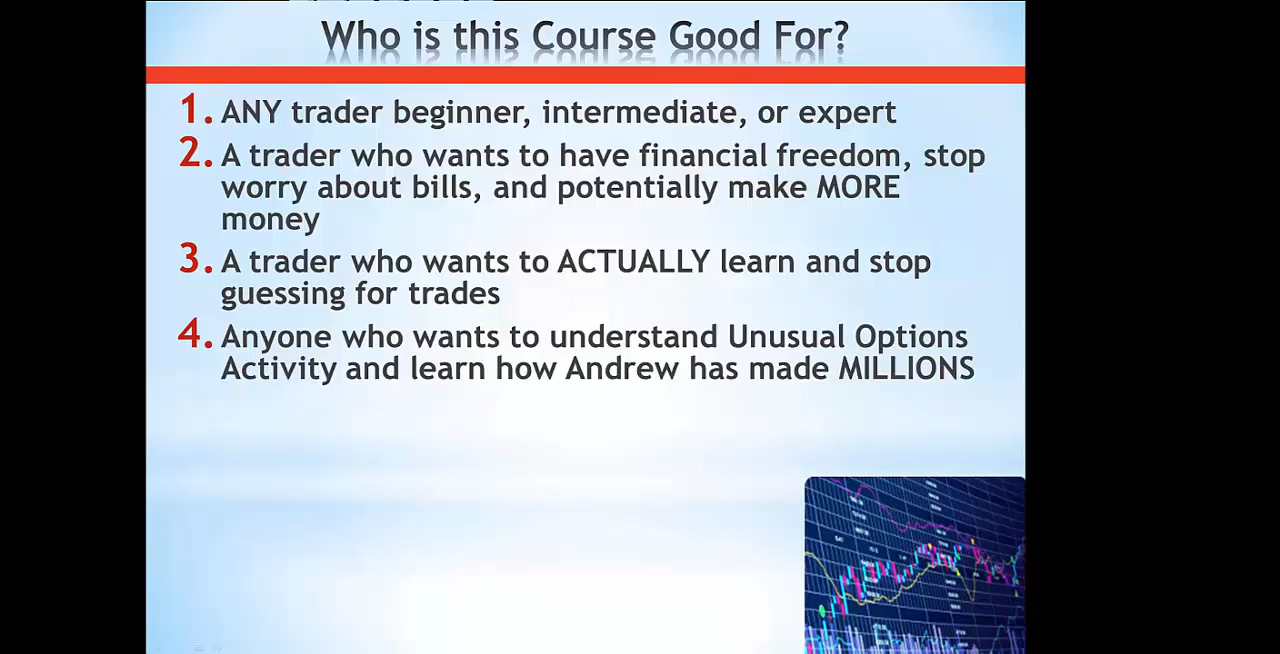 Who is this Course Good For?
1. ANY trader beginner, intermediate, or expert
2. A trader who wants to have financial freedom, stop
worry about bills, and potentially make MORE
money
3. A trader who wants to ACTUALLY learn and stop
guessing for trades
4. Anyone who wants to understand Unusual Options
Activity and learn how Andrew has made MILLIONS